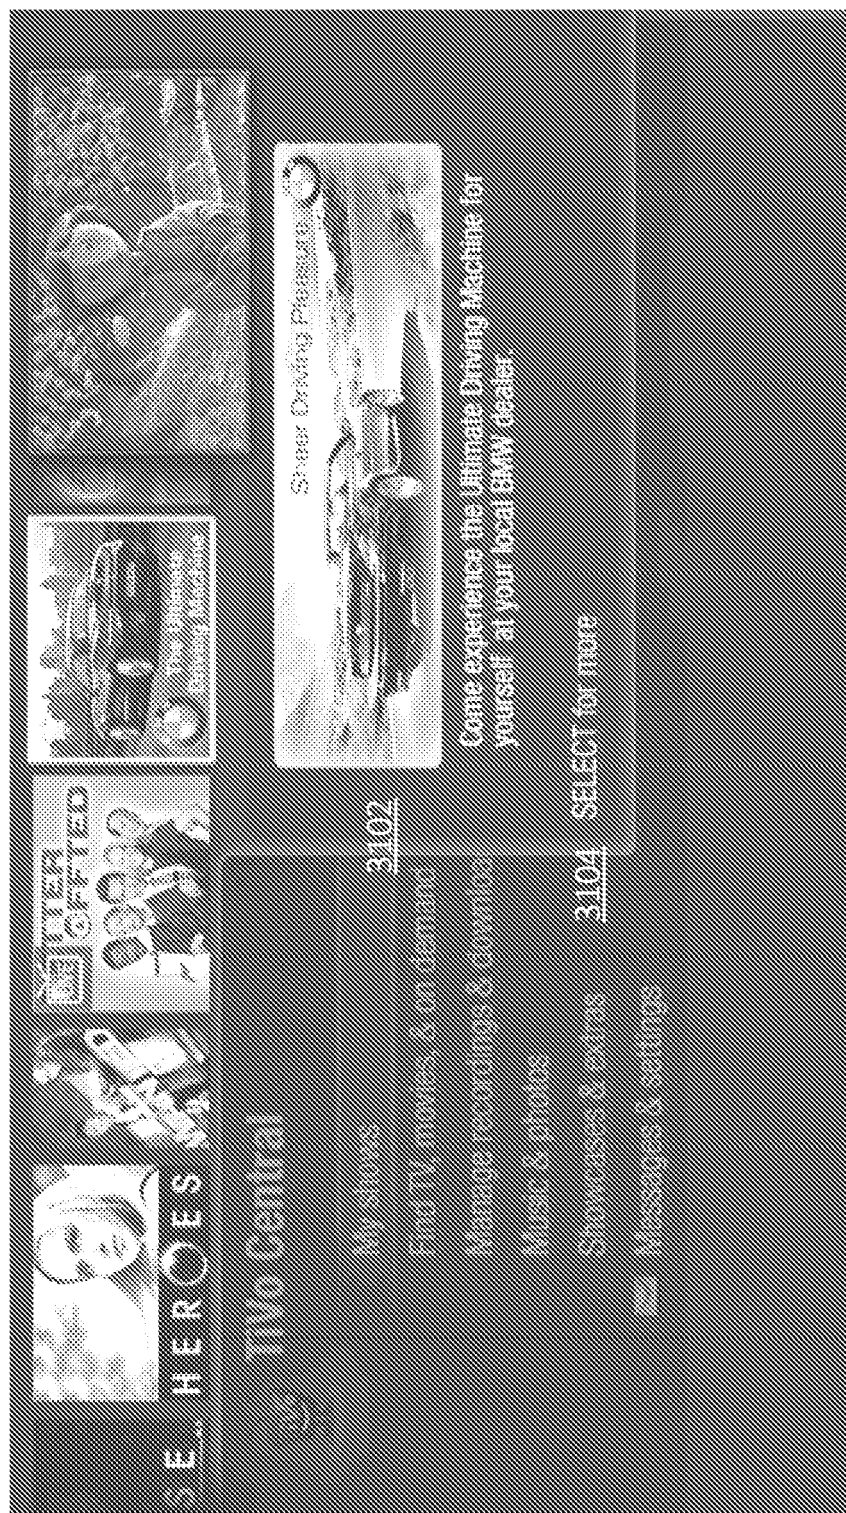 SE
HEROES
The Ultimate
Driving Machine
TiVo Central
Sheer Driving Pleasure
3102
My shows
Find TV, movies, & on demand
Manage recordings & downloa
Music & photos
Showcases & extras
Messages & settings
Come experience the Ultimate Driving Machine for
yourself at your local BMW dealer.
3104
SELECT for more